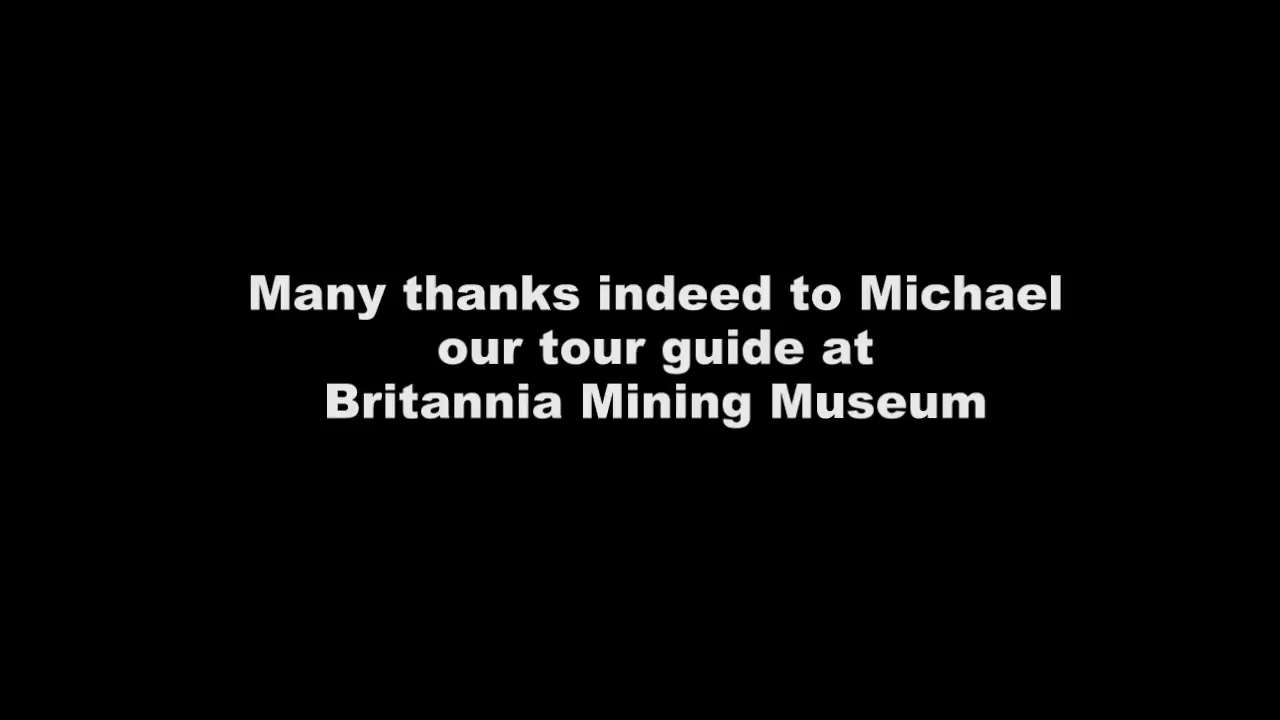 Many thanks indeed to Michael
our tour guide at
Britannia Mining Museum